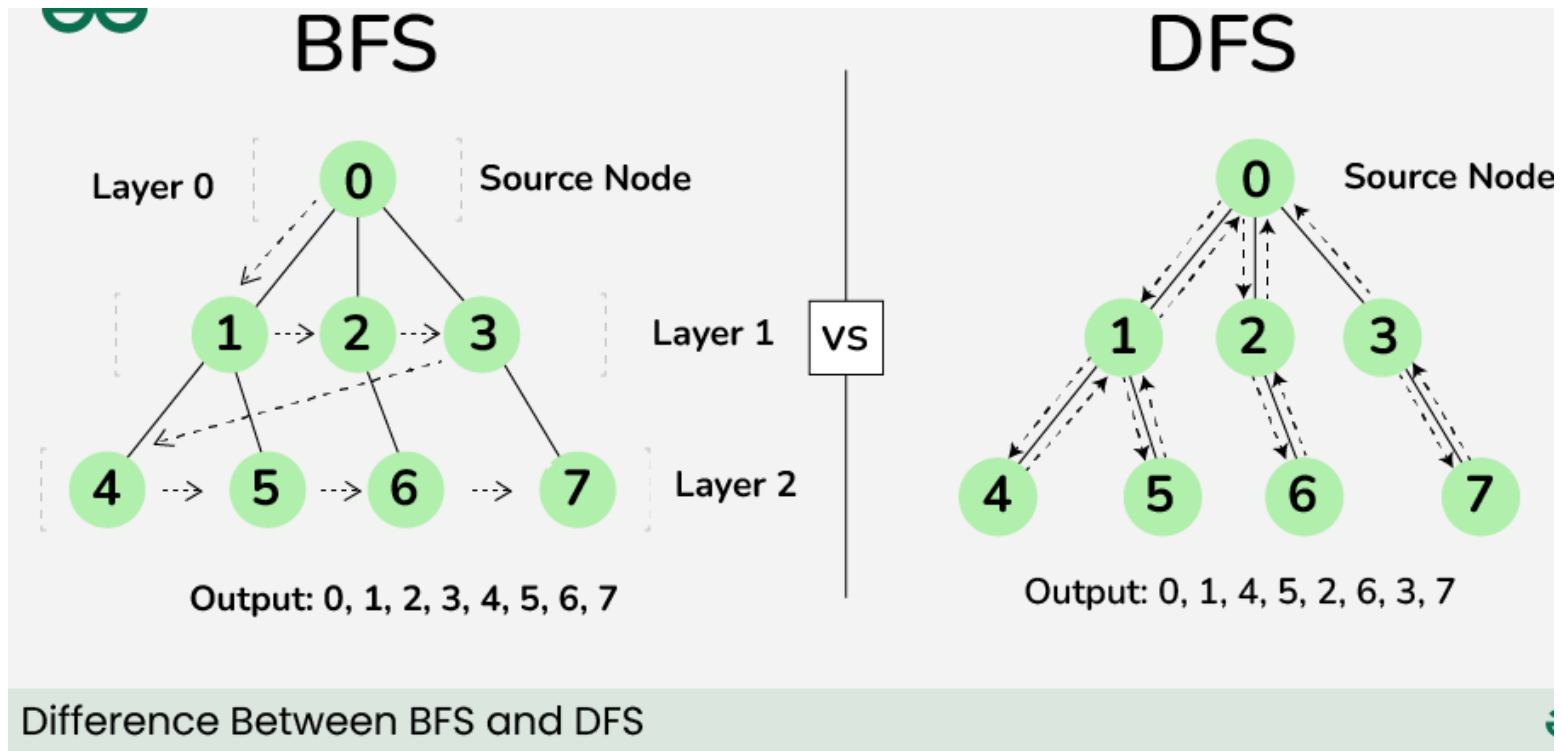 BFS
Layer 0
0
Source Node
1
2
3
Layer 1
4
5
6
7
Layer 2
Output: 0, 1, 2, 3, 4, 5, 6, 7
vs
DFS
0
Source Node
1
2
3
4
5
6
7
Output: 0, 1, 4, 5, 2, 6, 3, 7
Difference Between BFS and DFS